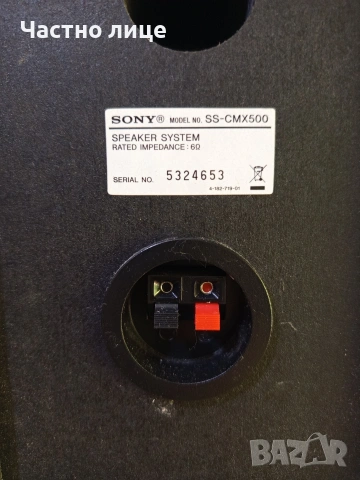 Частно лице
SONY® MODEL NO. SS-CMX500
SPEAKER SYSTEM
RATED IMPEDANCE: 6Ω
SERIAL NO. 5324653
4-182-719-01
BAZAR